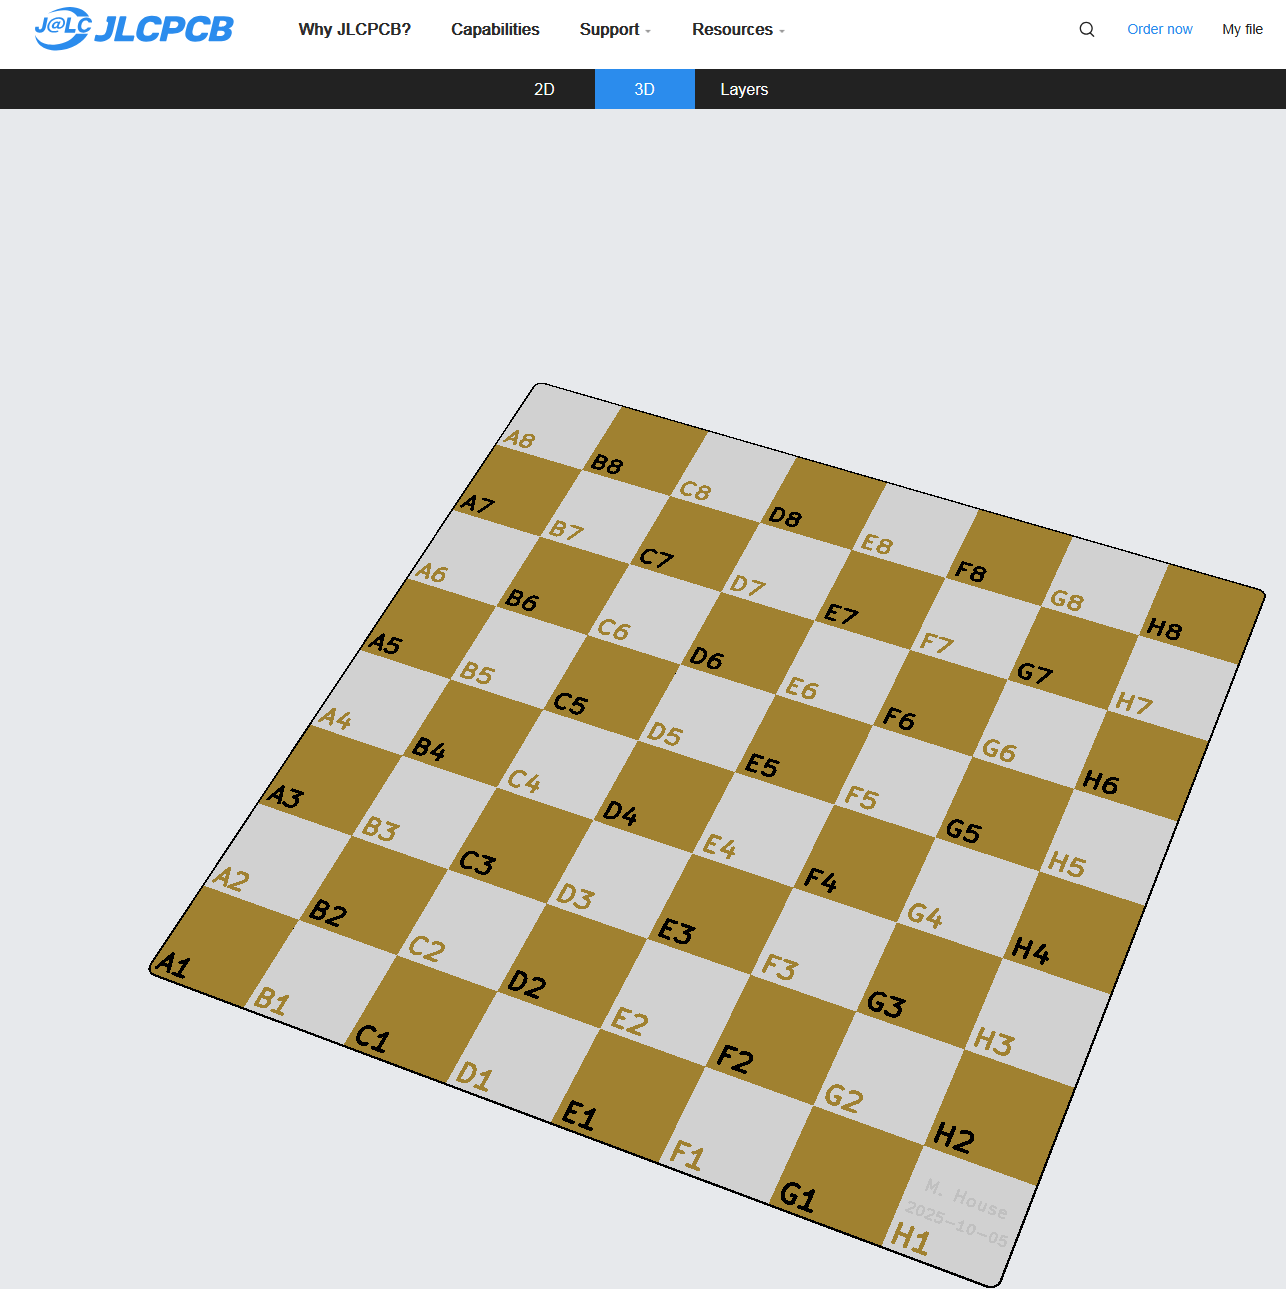 J@LC JLCPCB Why JLCPCB? Capabilities Support Resources Order now My file
2D 3D Layers
A8 B8 C8 D8 E8 F8 G8 H8
A7 B7 C7 D7 E7 F7 G7 H7
A6 B6 C6 D6 E6 F6 G6 H6
A5 B5 C5 D5 E5 F5 G5 H5
A4 B4 C4 D4 E4 F4 G4 H4
A3 B3 C3 D3 E3 F3 G3 H3
A2 B2 C2 D2 E2 F2 G2 H2
A1 B1 C1 D1 E1 F1 G1 H1
M. House
2025-10-05